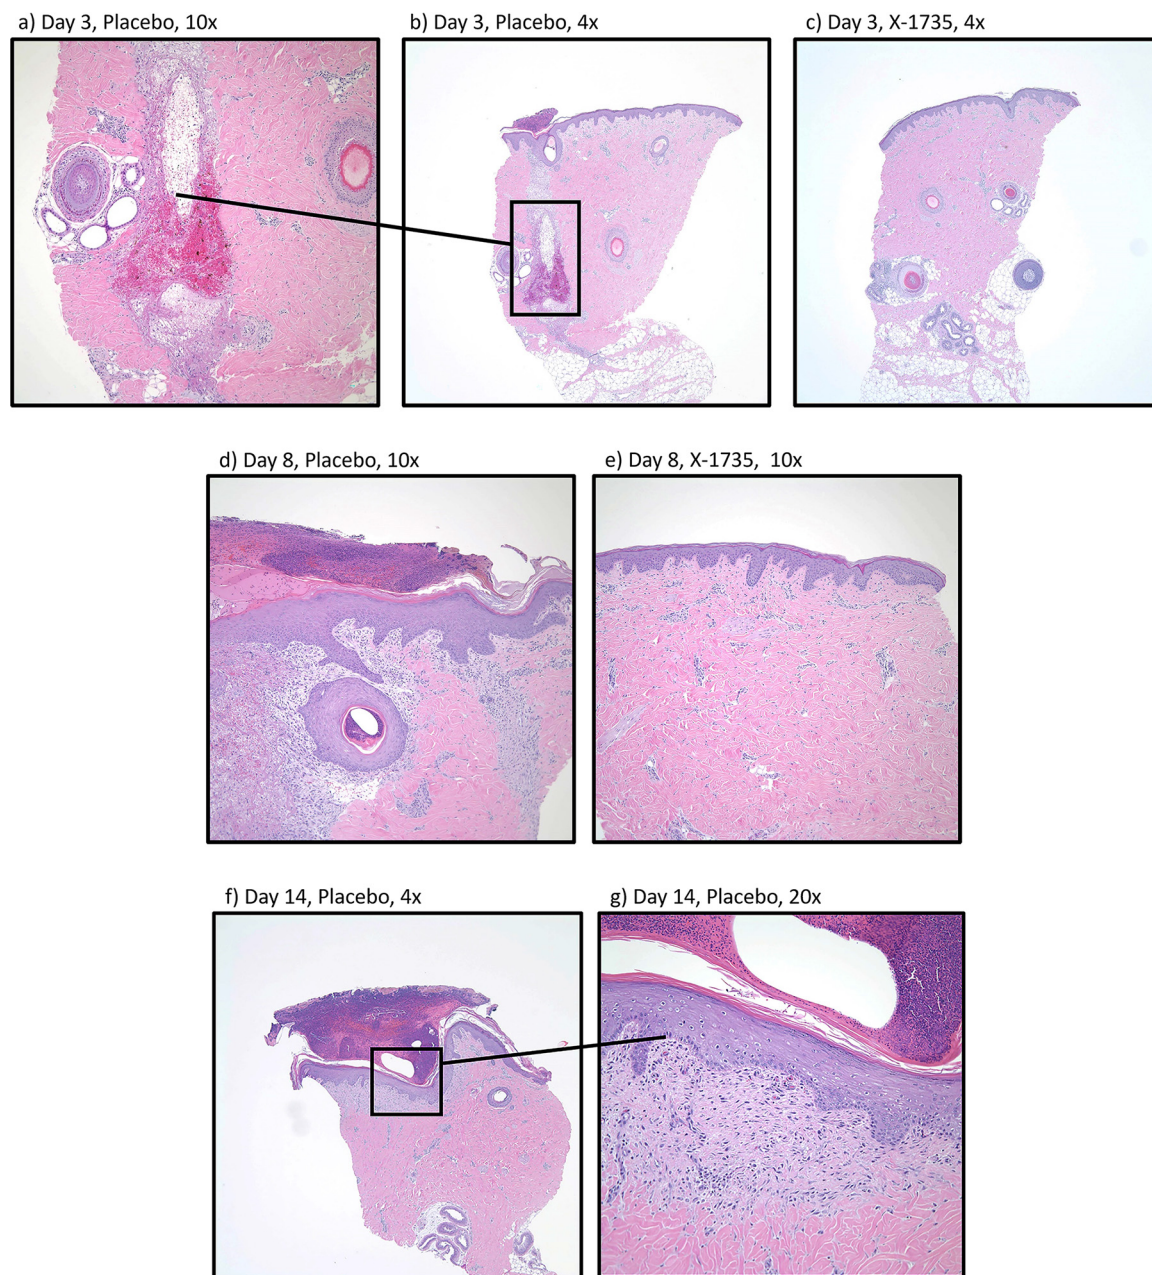 a) Day 3, Placebo, 10x
b) Day 3, Placebo, 4x
c) Day 3, X-1735, 4x
d) Day 8, Placebo, 10x
e) Day 8, X-1735, 10x
f) Day 14, Placebo, 4x
g) Day 14, Placebo, 20x